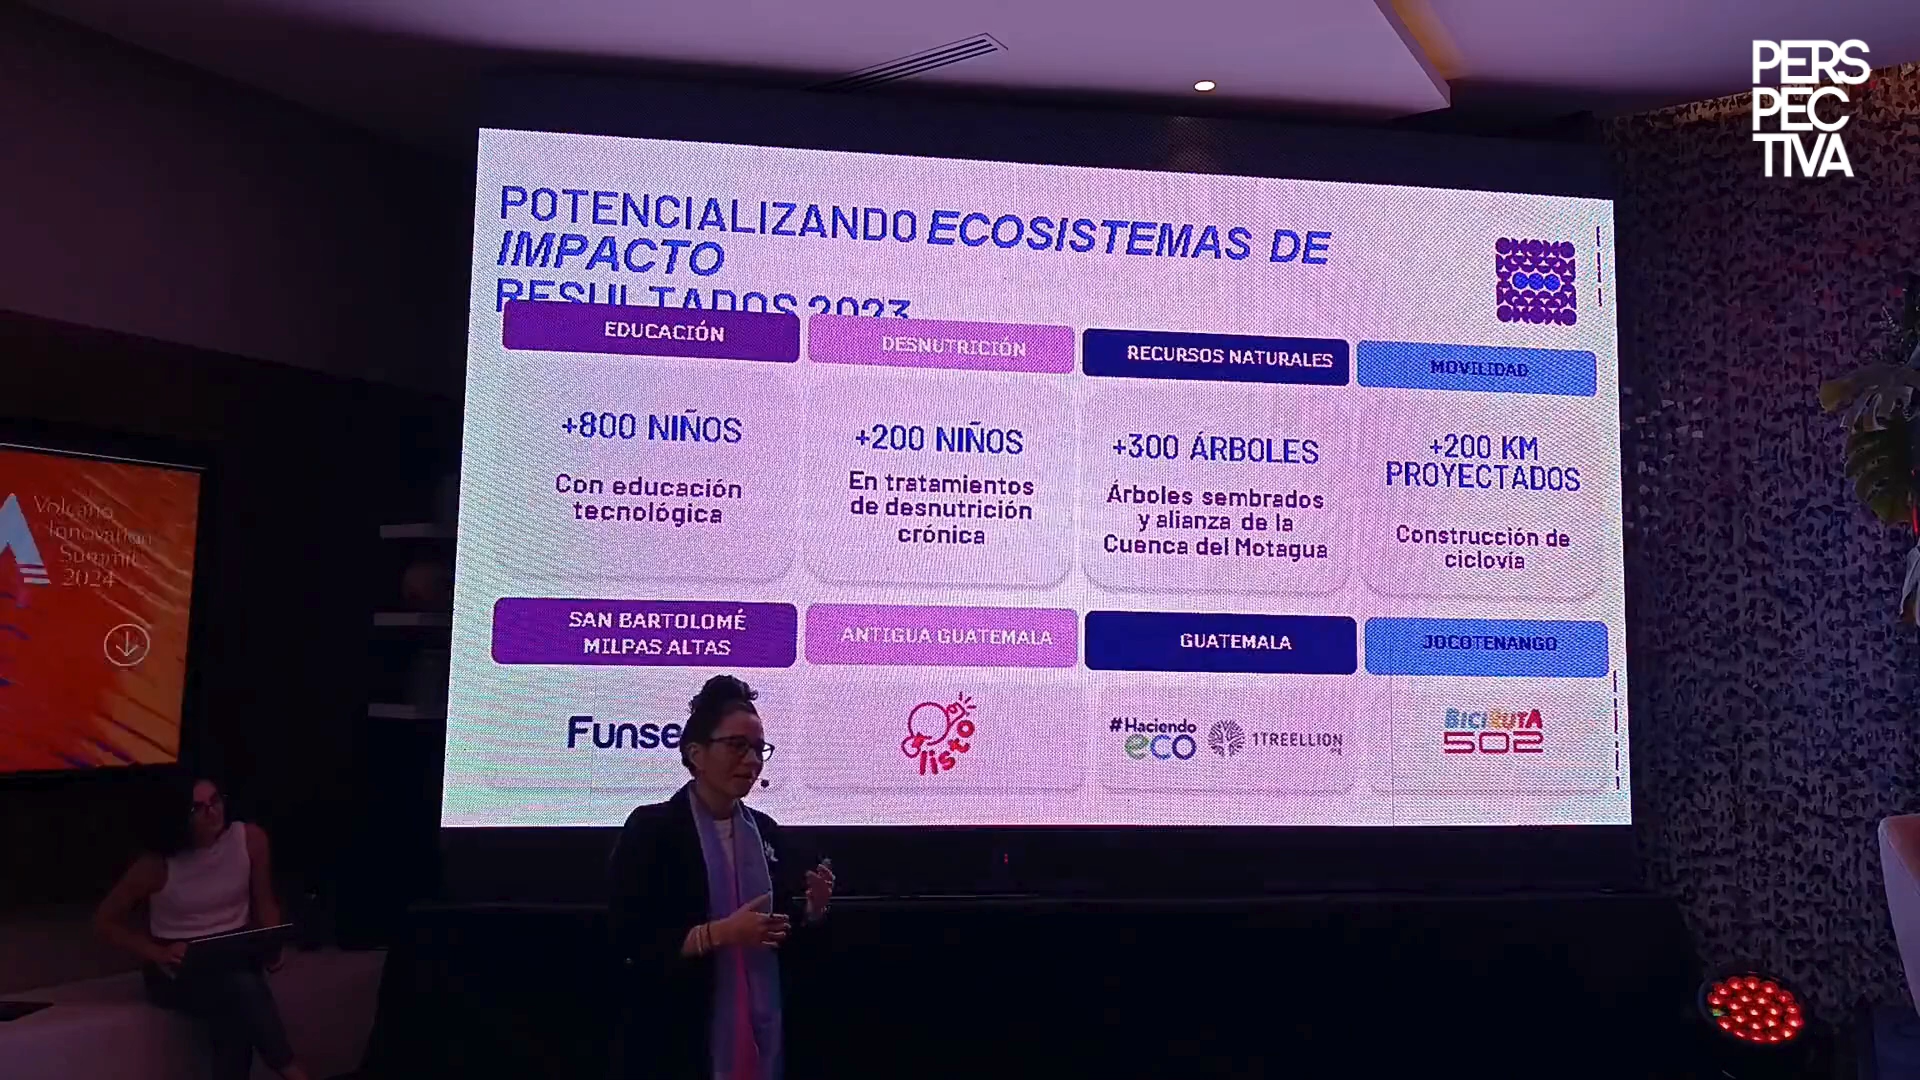 PERS
PEC
TIVA
POTENCIALIZANDO ECOSISTEMAS DE
IMPACTO
RESULTADOS 2023
EDUCACIÓN
DESNUTRICIÓN
RECURSOS NATURALES
MOVILIDAD
+800 NIÑOS
Con educación
tecnológica
+200 NIÑOS
En tratamientos
de desnutrición
crónica
+300 ÁRBOLES
Árboles sembrados
y alianza de la
Cuenca del Motagua
+200 KM
PROYECTADOS
Construcción de
ciclovía
SAN BARTOLOMÉ
MILPAS ALTAS
ANTIGUA GUATEMALA
GUATEMALA
JOCOTENANGO
Funse
#Haciendo
eco
1TREELLION
BICIRUTA
502
Volcano
Innovation
Summit
2024